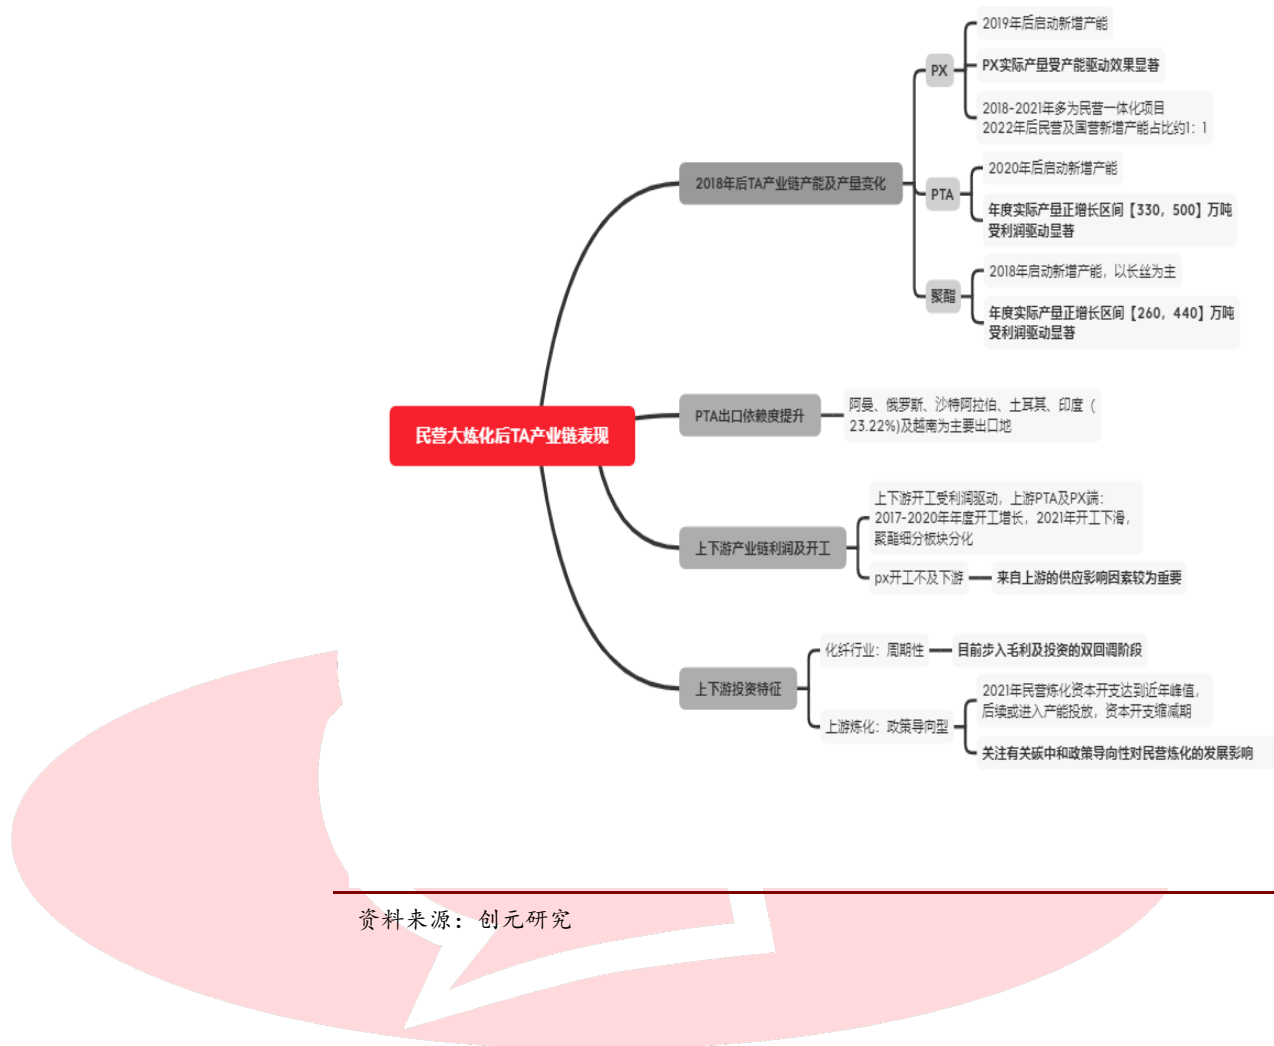 民营大炼化后TA产业链表现
2018年后TA产业链产能及产量变化
PX
2019年后启动新增产能
PX实际产量受产能驱动效果显著
2018-2021年多为民营一体化项目
2022年后民营及国营新增产能占比约1：1
PTA
2020年后启动新增产能
年度实际产量正增长区间【330，500】万吨
受利润驱动显著
聚酯
2018年启动新增产能，以长丝为主
年度实际产量正增长区间【260，440】万吨
受利润驱动显著
PTA出口依赖度提升
阿曼、俄罗斯、沙特阿拉伯、土耳其、印度（
23.22%)及越南为主要出口地
上下游产业链利润及开工
上下游开工受利润驱动，上游PTA及PX端：
2017-2020年年度开工增长，2021年开工下滑，
聚酯细分板块分化
px开工不及下游
来自上游的供应影响因素较为重要
上下游投资特征
化纤行业：周期性
目前步入毛利及投资的双回调阶段
上游炼化：政策导向型
2021年民营炼化资本开支达到近年峰值，
后续或进入产能投放，资本开支缩减期
关注有关碳中和政策导向性对民营炼化的发展影响
资料来源：创元研究